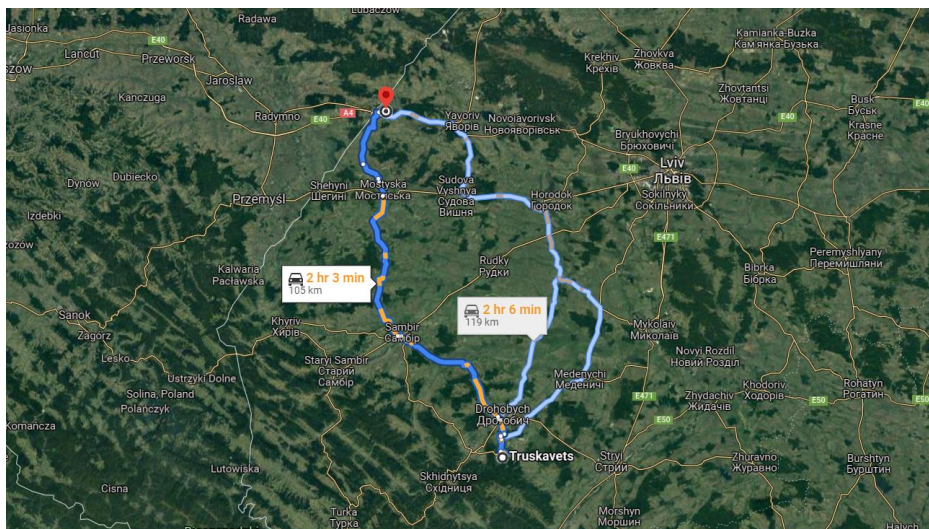 Lubaczów
Radawa
Jasionka
E40
Lancut
Przeworsk
Jaroslaw
Kanczuga
Radymno
E40
A4
Yavoriv
Яворів
Novoiavorivsk
Новояворівськ
Krekhiv
Крехів
Zhovkva
Жовква
Kamianka-Buzka
Кам'янка-Бузька
Zhovtantsi
Жовтанці
Busk
Буськ
E40
Krasne
Красне
Bryukhovychi
Брюховичі
Lviv
Львів
Sokilnyky
Сокільники
E40
E471
Dynów
Dubiecko
Przemyśl
Shehyni
Шегині
Mostyska
Мостиська
Sudova
Vyshnya
Судова
Вишня
Horodok
Городок
Izdebki
Kalwaria
Pacławska
2 hr 3 min
105 km
Rudky
Рудки
2 hr 6 min
119 km
Bibrka
Бібрка
Peremyshlyany
Перемишляни
Sanok
Zagórz
Lesko
Khyriv
Хирів
Sambir
Самбір
Staryi Sambir
Старий
Самбір
Mykolaiv
Миколаїв
Novyi Rozdil
Новий Розділ
Ustrzyki Dolne
Solina, Poland
Polańczyk
Medenychi
Меденичі
Khodoriv
Ходорів
Rohatyn
Рогатин
Zhydachiv
Жидачів
E471
E50
E50
Komańcza
Drohobych
Дрогобич
Truskavets
Stryi
Стрий
Zhuravno
Журавно
Burshtyn
Бурштин
Lutowiska
Skhidnytsya
Східниця
Cisna
Turka
Турка
Morshyn
Моршин
Halych